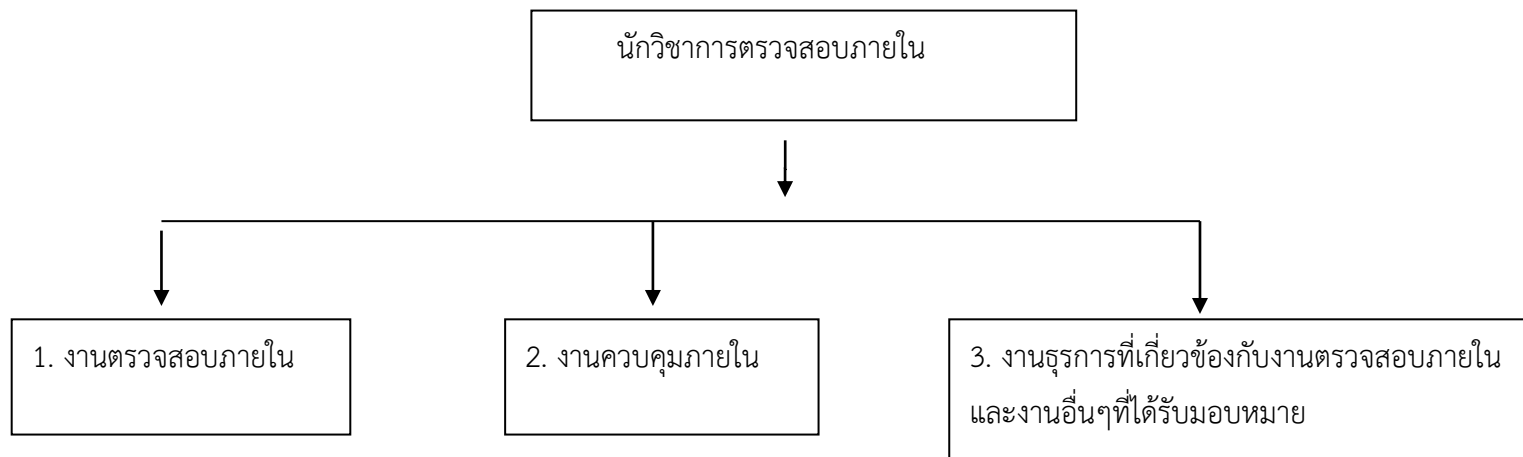 นักวิชาการตรวจสอบภายใน
1. งานตรวจสอบภายใน
2. งานควบคุมภายใน
3. งานธุรการที่เกี่ยวข้องกับงานตรวจสอบภายใน
และงานอื่นๆที่ได้รับมอบหมาย